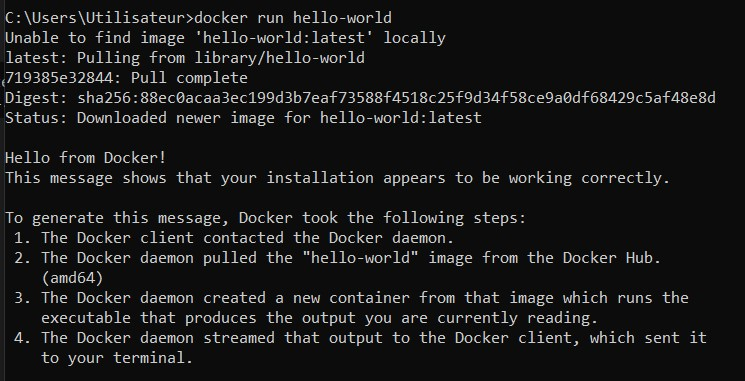 C:\Users\Utilisateur>docker run hello-world
Unable to find image 'hello-world:latest' locally
latest: Pulling from library/hello-world
719385e32844: Pull complete
Digest: sha256:88ec0acaa3ec199d3b7eaf73588f4518c25f9d34f58ce9a0df68429c5af48e8d
Status: Downloaded newer image for hello-world:latest

Hello from Docker!
This message shows that your installation appears to be working correctly.

To generate this message, Docker took the following steps:
 1. The Docker client contacted the Docker daemon.
 2. The Docker daemon pulled the "hello-world" image from the Docker Hub.
    (amd64)
 3. The Docker daemon created a new container from that image which runs the
    executable that produces the output you are currently reading.
 4. The Docker daemon streamed that output to the Docker client, which sent it
    to your terminal.